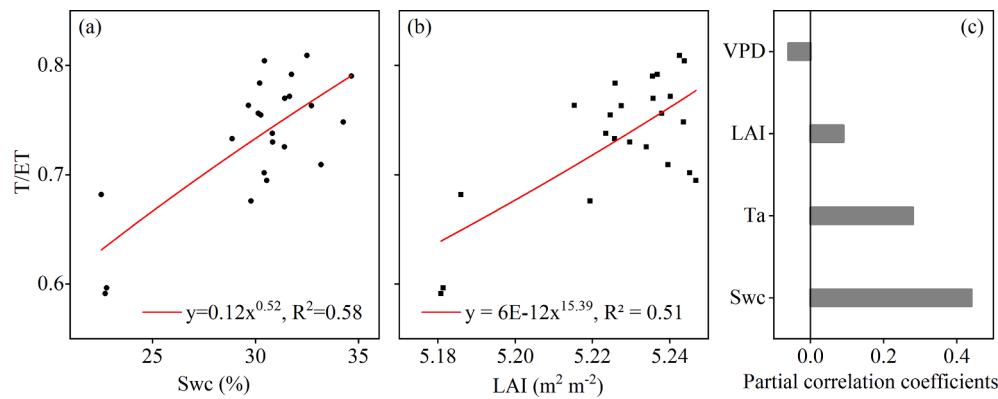 (a)
(b)
(c)
T/ET
0.8
0.7
0.6
y=0.12x^0.52, R²=0.58
25
30
35
Swc (%)
y = 6E-12x^15.39, R² = 0.51
5.18
5.20
5.22
5.24
LAI (m² m⁻²)
VPD
LAI
Ta
Swc
0.0
0.2
0.4
Partial correlation coefficients